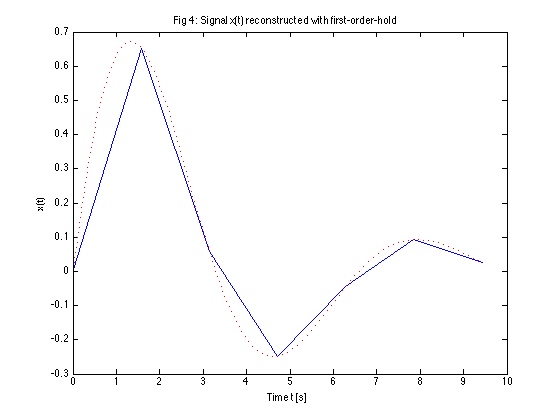 Fig 4: Signal x(t) reconstructed with first-order-hold
0.7
0.6
0.5
0.4
0.3
0.2
0.1
0
-0.1
-0.2
-0.3
x(t)
0 1 2 3 4 5 6 7 8 9 10
Time t [s]